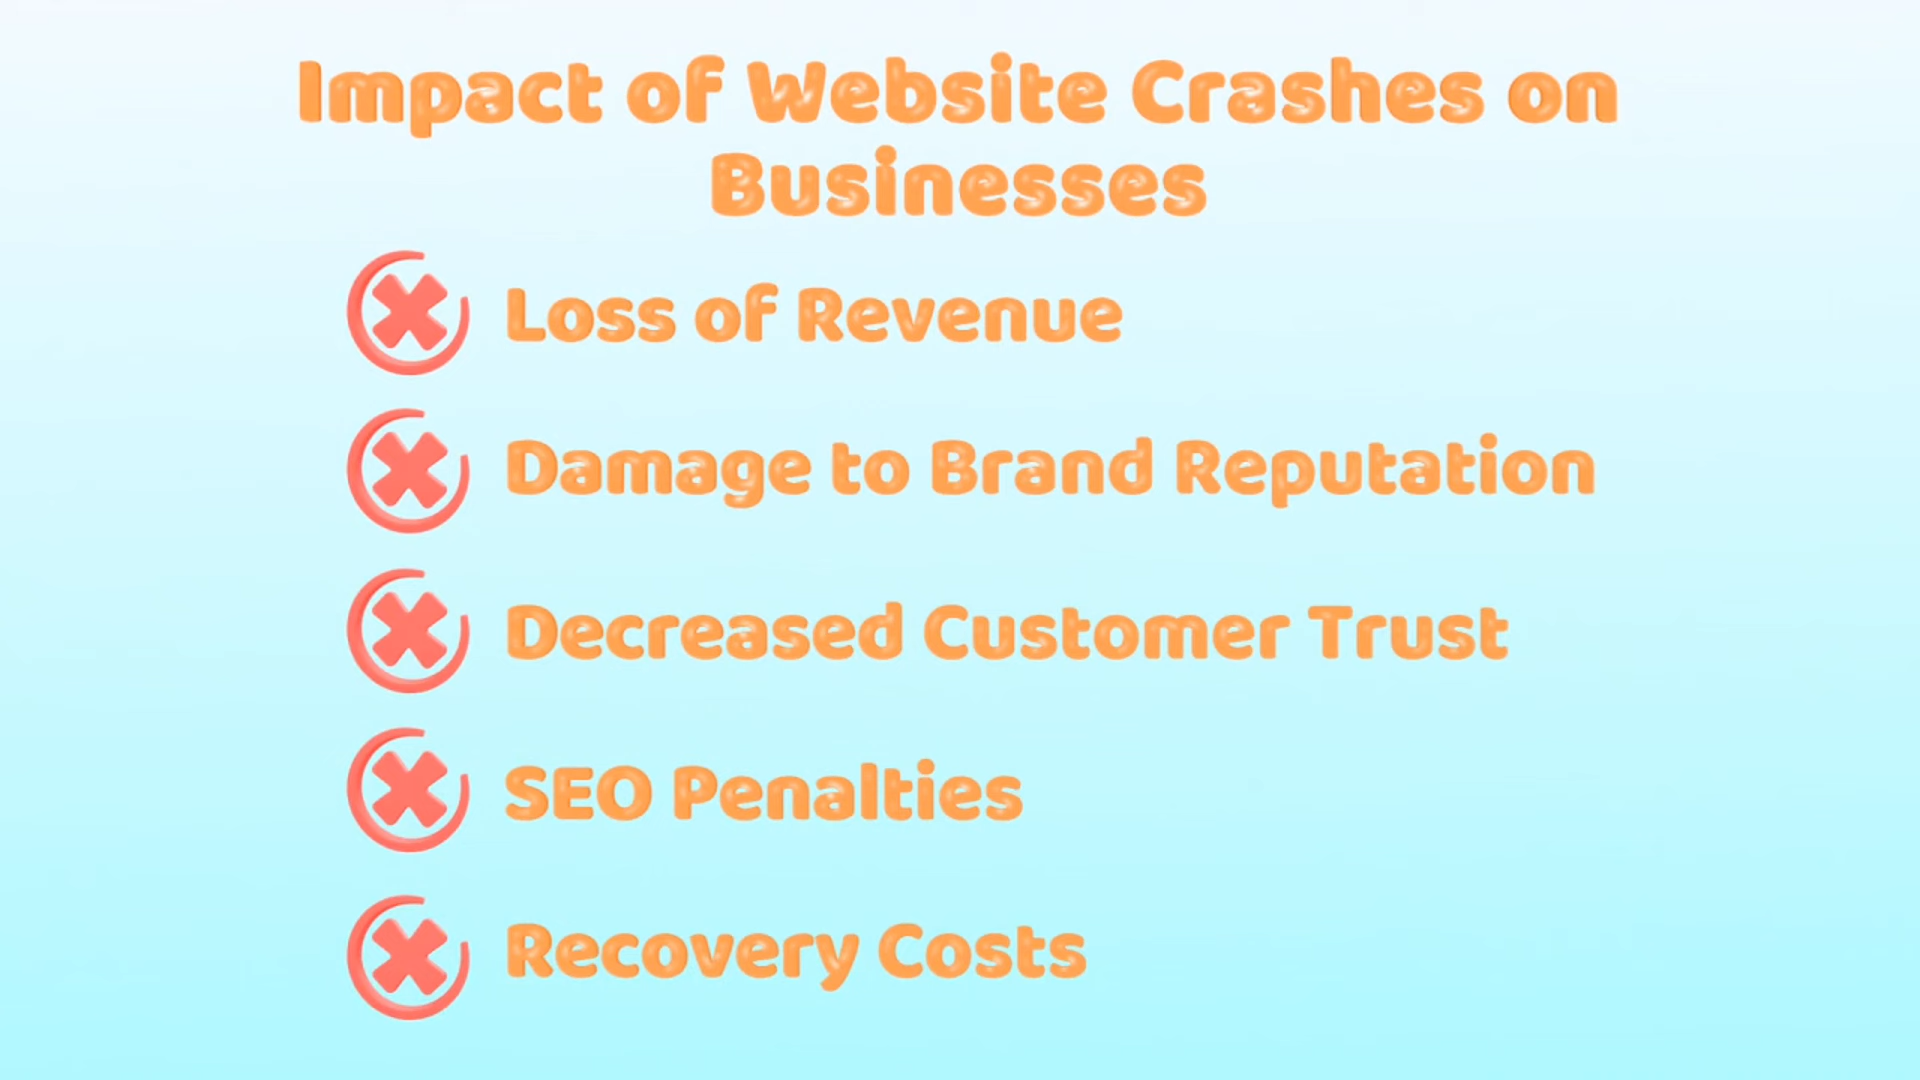 Impact of Website Crashes on
Businesses
Loss of Revenue
Damage to Brand Reputation
Decreased Customer Trust
SEO Penalties
Recovery Costs